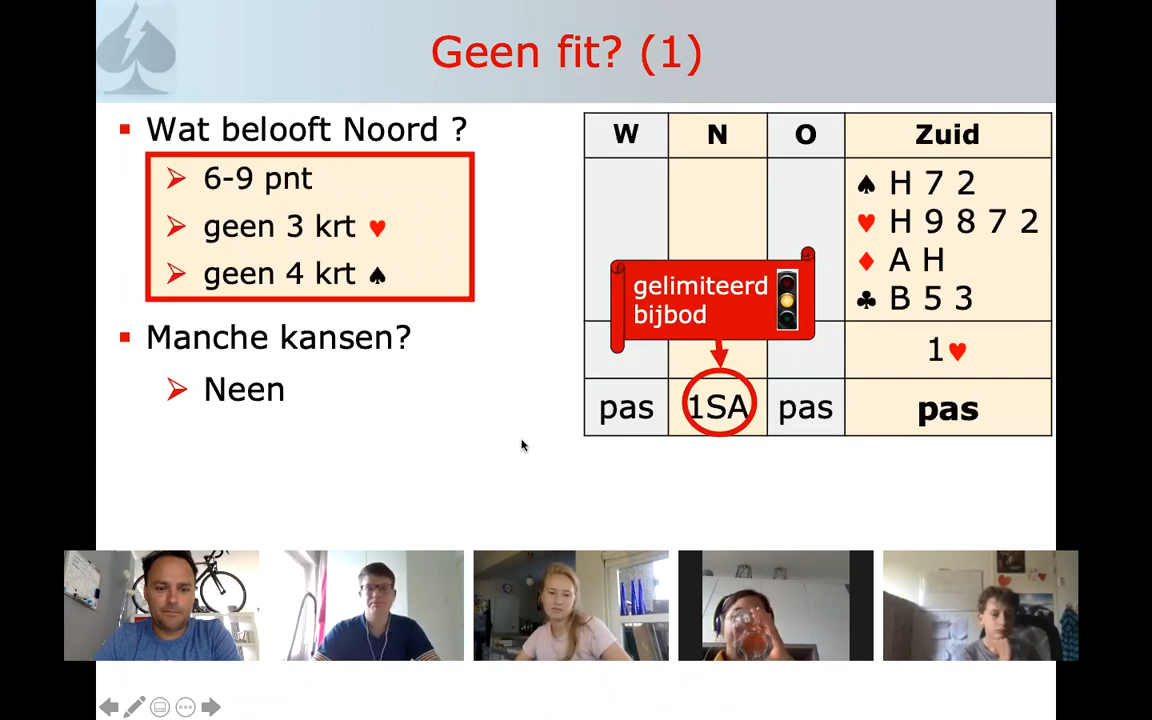 Geen fit? (1)
Wat belooft Noord ?
6-9 pnt
geen 3 krt ♥
geen 4 krt ♠
Manche kansen?
Neen
W N O Zuid
♠ H 7 2
♥ H 9 8 7 2
♦ A H
♣ B 5 3
gelimiteerd
bijbod
1♥
pas 1SA pas pas